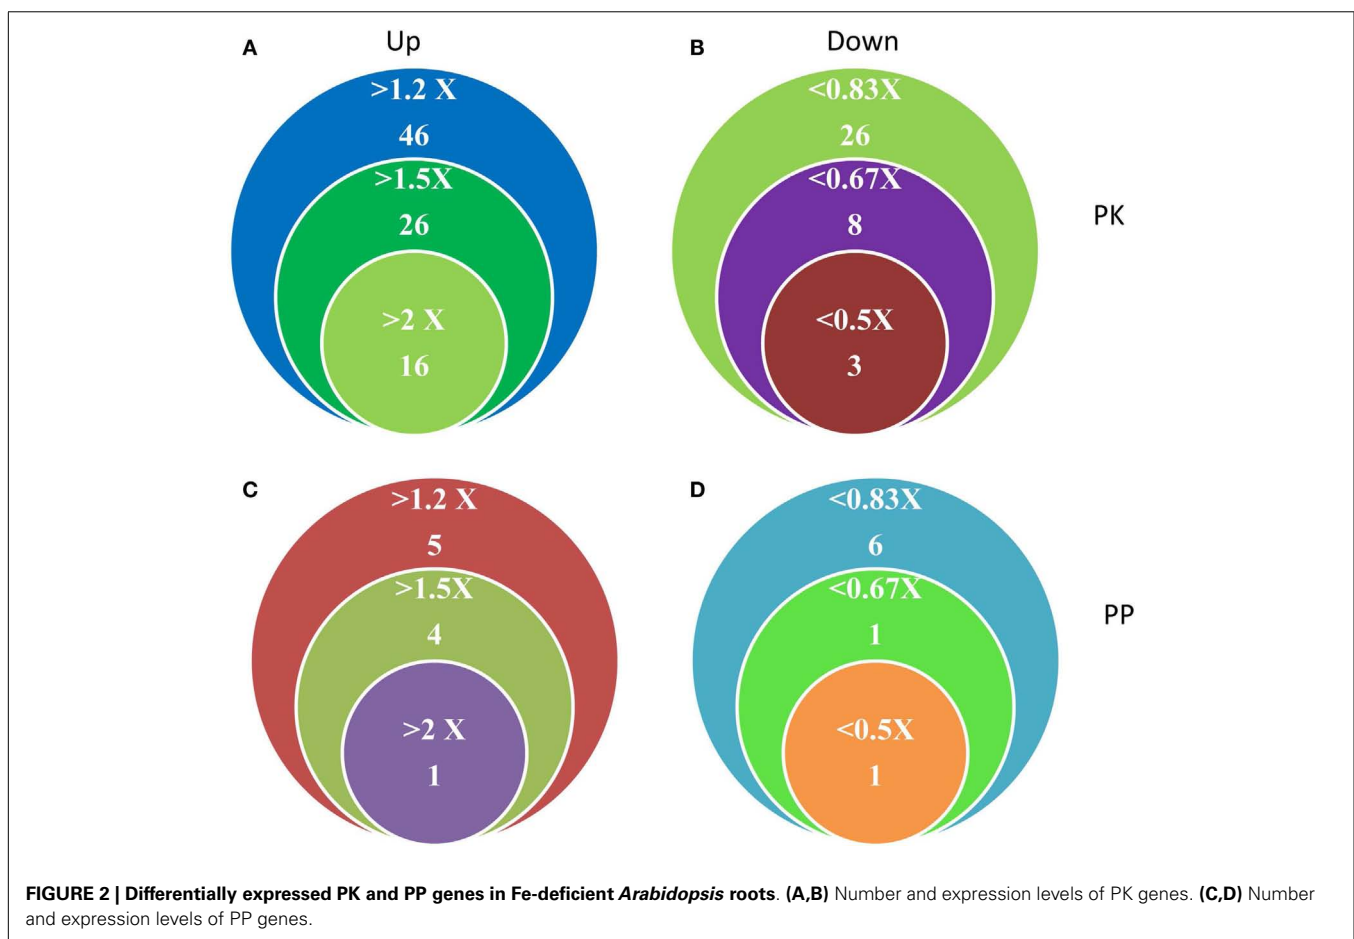 A
Up
>1.2 X
46
>1.5X
26
>2 X
16
B
Down
<0.83X
26
<0.67X
8
<0.5X
3
PK
C
>1.2 X
5
>1.5X
4
>2 X
1
D
<0.83X
6
<0.67X
1
<0.5X
1
PP
FIGURE 2 | Differentially expressed PK and PP genes in Fe-deficient Arabidopsis roots. (A,B) Number and expression levels of PK genes. (C,D) Number
and expression levels of PP genes.